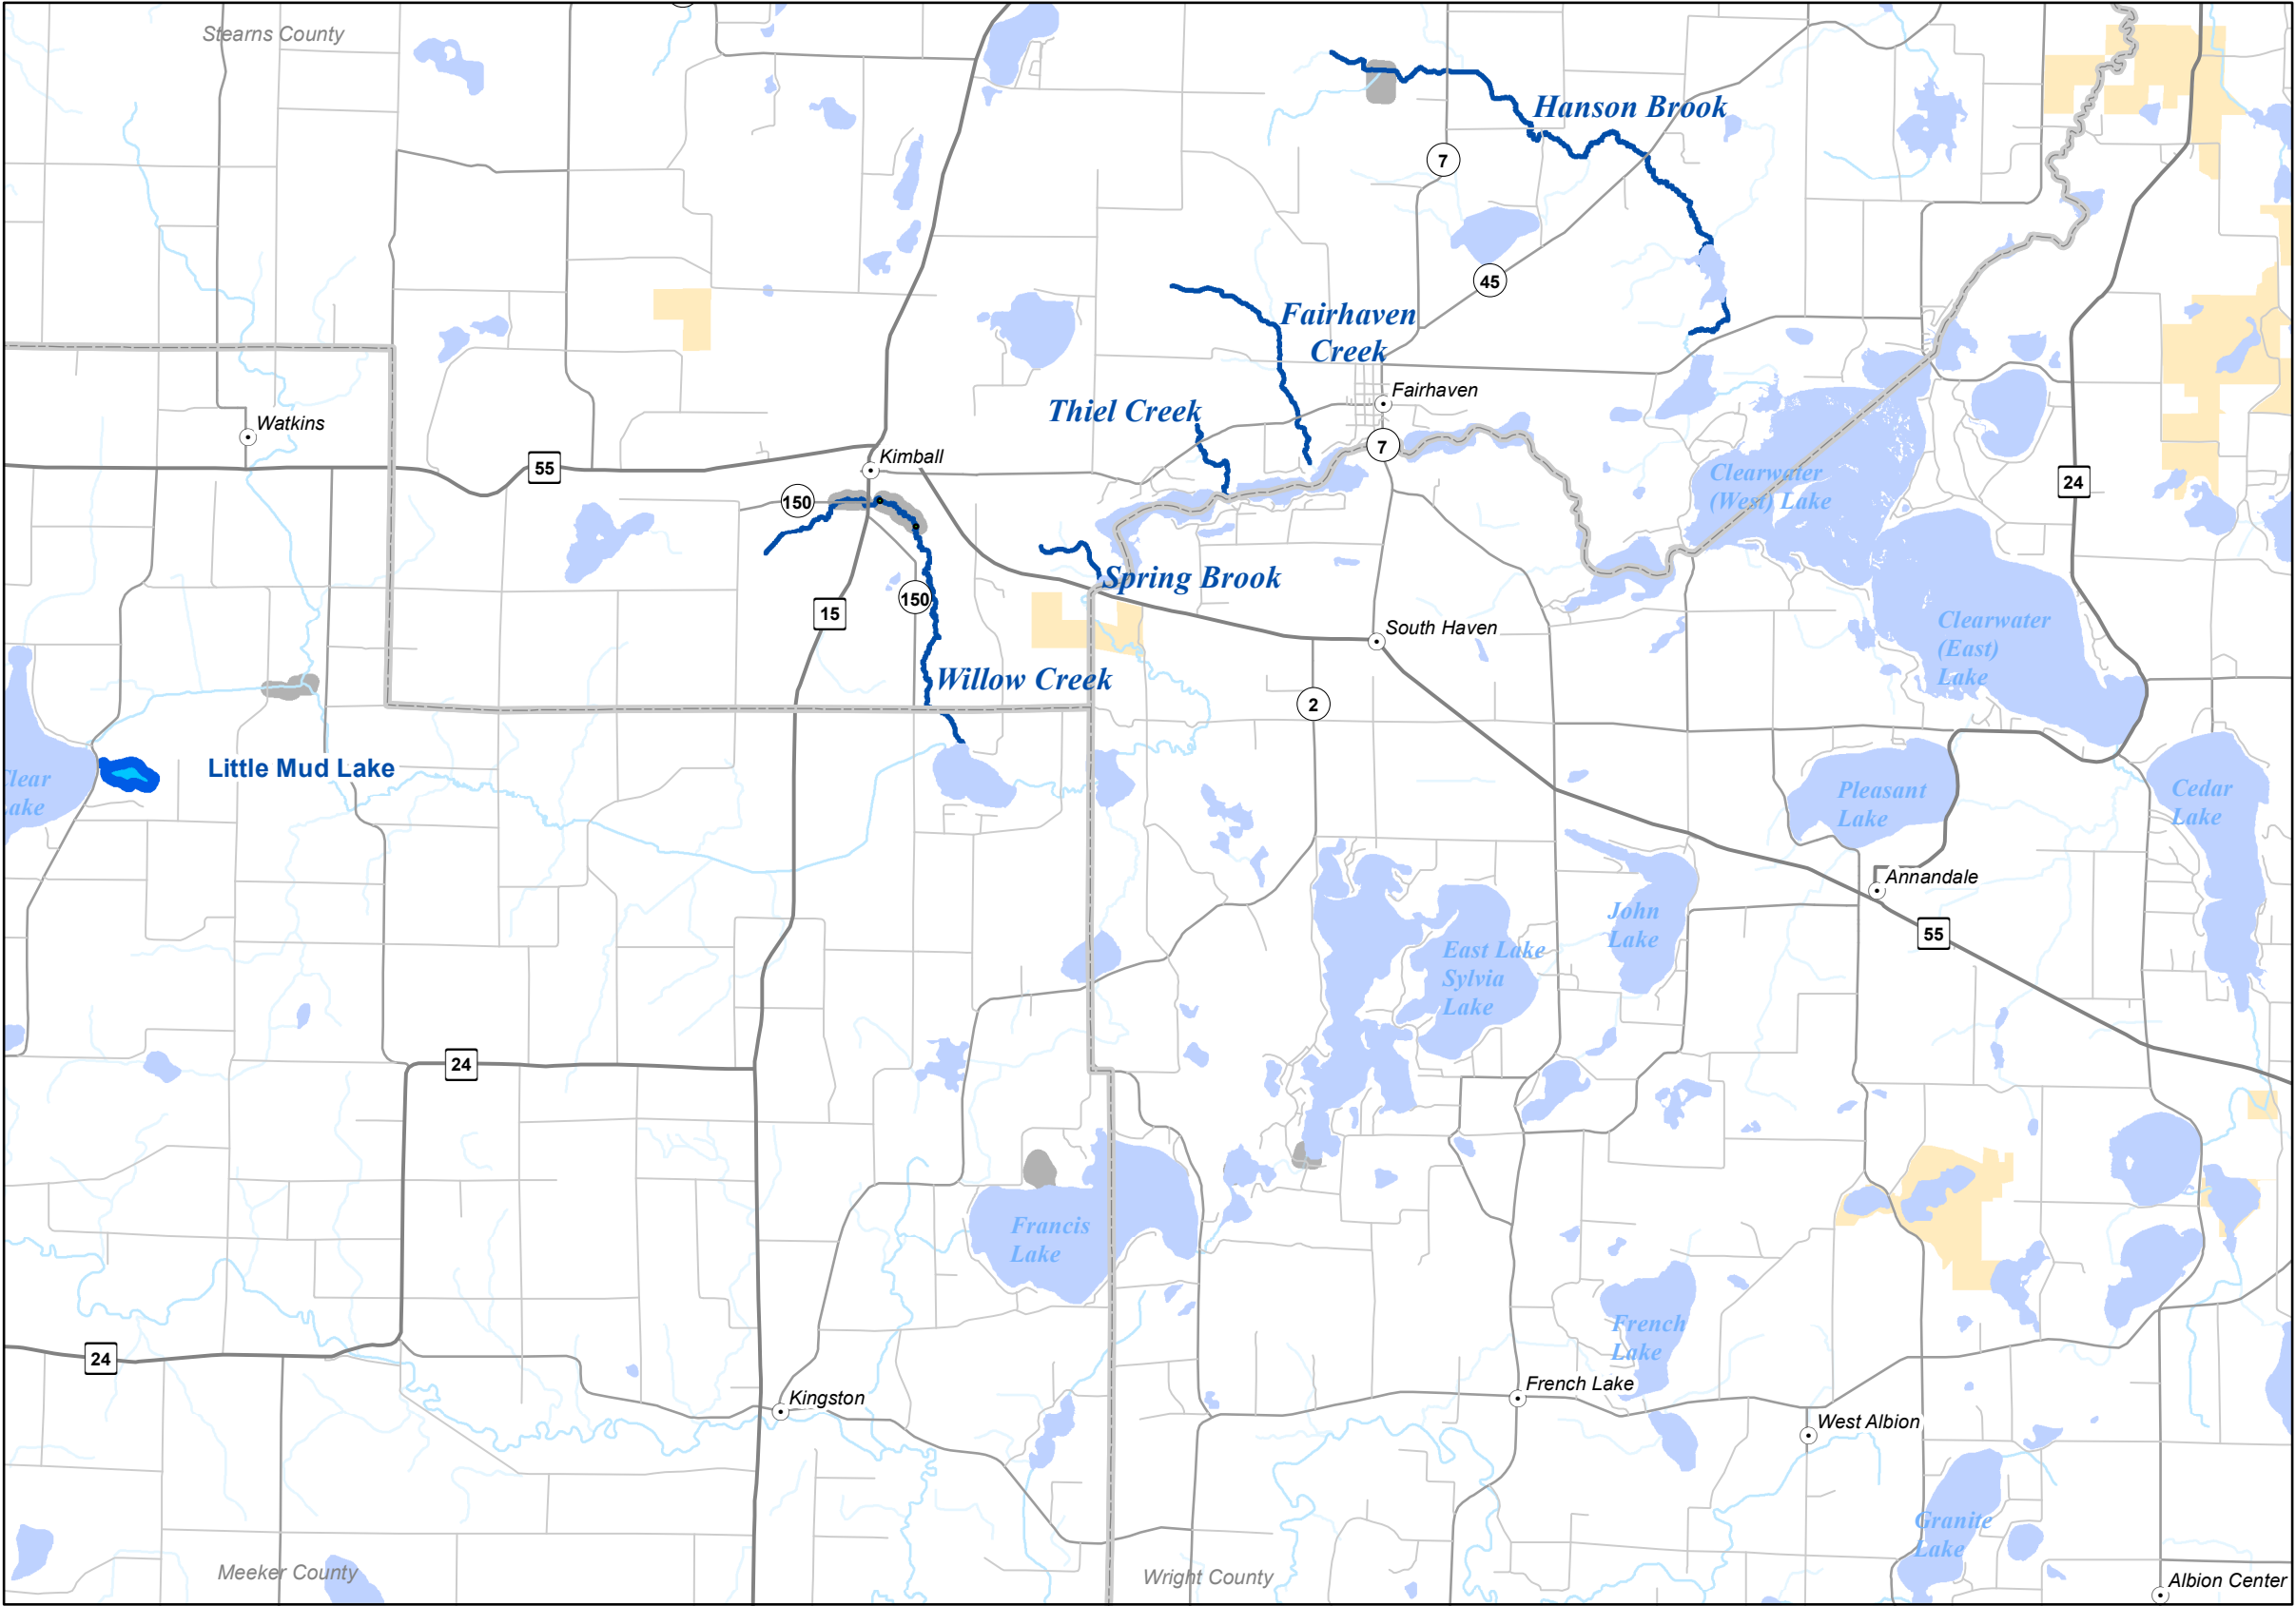 Stearns County
Hanson Brook
7
45
Fairhaven
Creek
Fairhaven
Thiel Creek
Watkins
7
Kimball
55
Clearwater
(West) Lake
24
150
Spring Brook
150
15
Clearwater
(East)
Lake
South Haven
Willow Creek
2
Little Mud Lake
Clear
Lake
Pleasant
Lake
Cedar
Lake
Annandale
John
Lake
55
East Lake
Sylvia
Lake
24
Francis
Lake
French
Lake
24
French Lake
Kingston
West Albion
Granite
Lake
Meeker County
Wright County
Albion Center